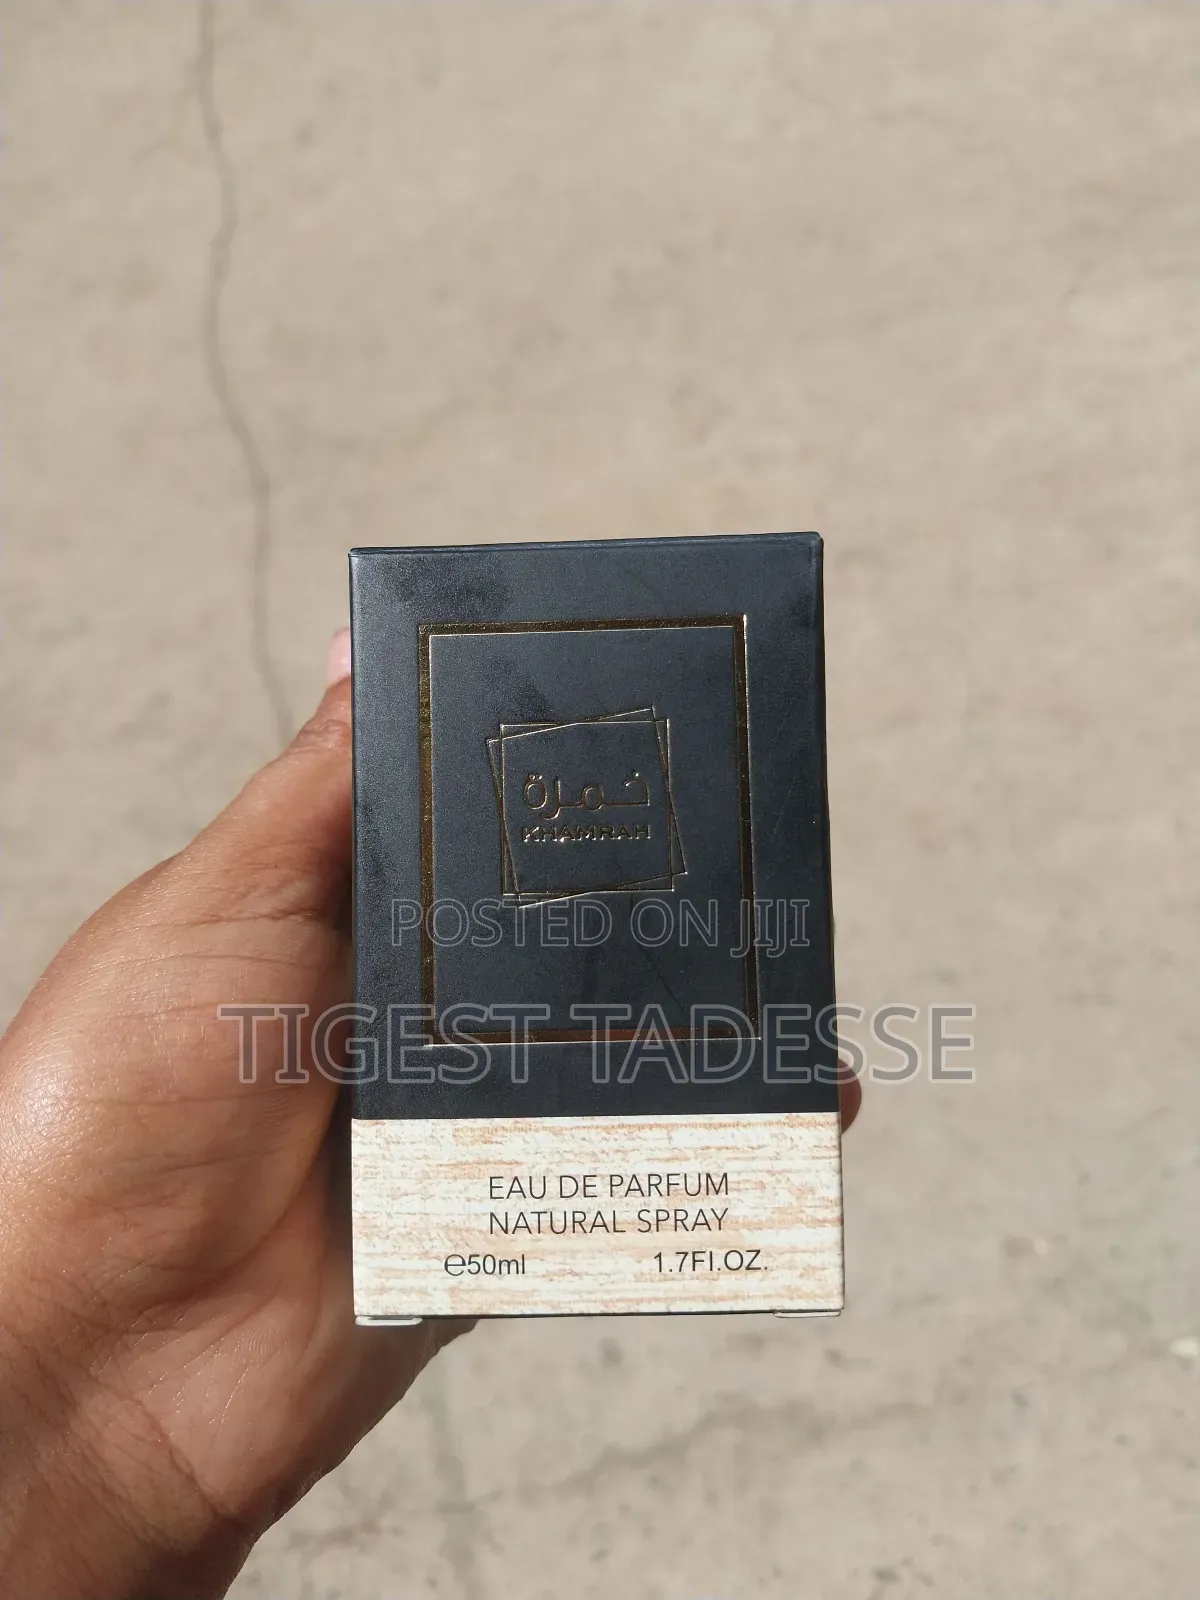 خمرة
KHAMRAH
POSTED ON JIJI
TIGEST TADESSE
EAU DE PARFUM
NATURAL SPRAY
℮50ml 1.7Fl.OZ.